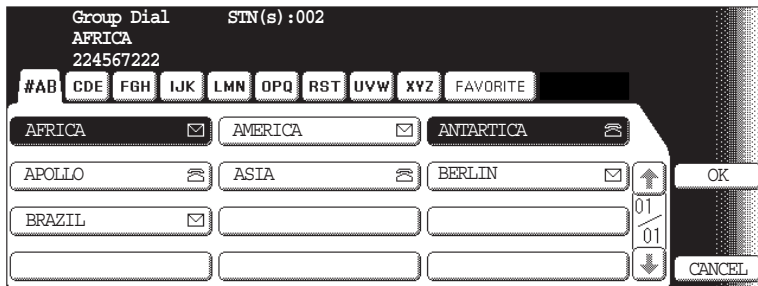 Group Dial STN(s):002
AFRICA
224567222
#AB CDE FGH IJK LMN OPQ RST UVW XYZ FAVORITE
AFRICA AMERICA ANTARTICA
APOLLO ASIA BERLIN OK
BRAZIL 01
01
CANCEL